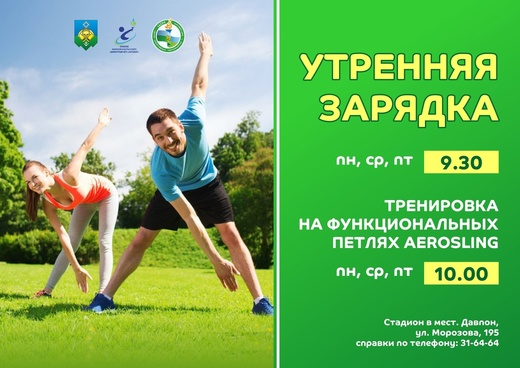 УТРЕННЯЯ
ЗАРЯДКА
пн, ср, пт 9.30
ТРЕНИРОВКА
НА ФУНКЦИОНАЛЬНЫХ
ПЕТЛЯХ AEROSLING
пн, ср, пт 10.00
Стадион в мест. Давпон,
ул. Морозова, 195
справки по телефону: 31-64-64